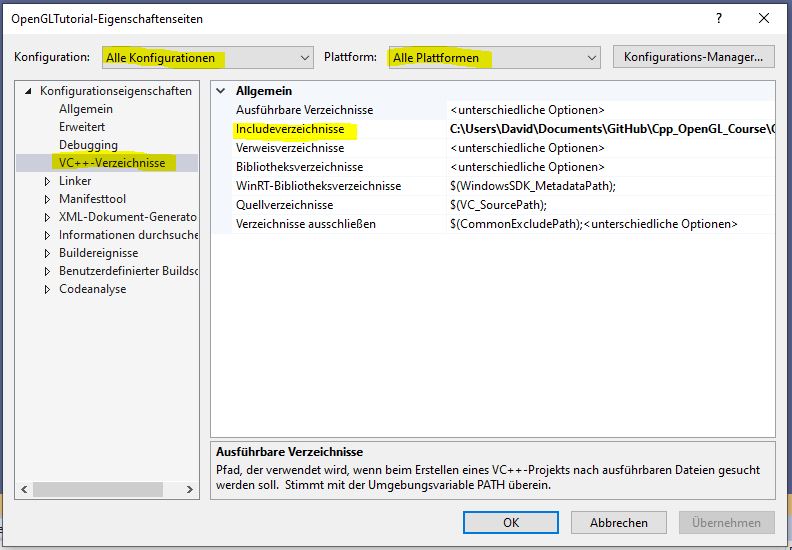 OpenGLTutorial-Eigenschaftenseiten
Konfiguration: Alle Konfigurationen Plattform: Alle Plattformen Konfigurations-Manager...
Konfigurationseigenschaften
Allgemein
Erweitert
Debugging
VC++-Verzeichnisse
Linker
Manifesttool
XML-Dokument-Generato
Informationen durchsuche
Buildereignisse
Benutzerdefinierter Buildsc
Codeanalyse
Allgemein
Ausführbare Verzeichnisse <unterschiedliche Optionen>
Includeverzeichnisse C:\Users\David\Documents\GitHub\Cpp_OpenGL_Course\
Verweisverzeichnisse <unterschiedliche Optionen>
Bibliotheksverzeichnisse <unterschiedliche Optionen>
WinRT-Bibliotheksverzeichnisse $(WindowsSDK_MetadataPath);
Quellverzeichnisse $(VC_SourcePath);
Verzeichnisse ausschließen $(CommonExcludePath);<unterschiedliche Optionen>
Ausführbare Verzeichnisse
Pfad, der verwendet wird, wenn beim Erstellen eines VC++-Projekts nach ausführbaren Dateien gesucht
werden soll. Stimmt mit der Umgebungsvariable PATH überein.
OK Abbrechen Übernehmen